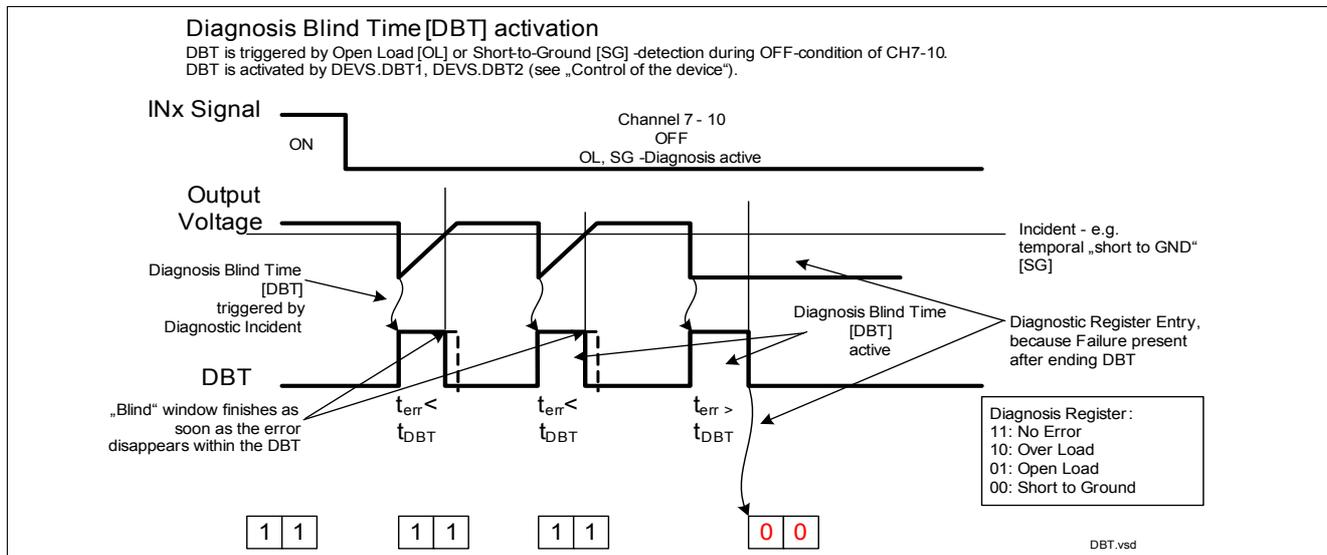 Diagnosis Blind Time [DBT] activation
DBT is triggered by Open Load [OL] or Short-to-Ground [SG] -detection during OFF-condition of CH7-10.
DBT is activated by DEVS.DBT1, DEVS.DBT2 (see „Control of the device“).
INx Signal
ON
Channel 7 - 10
OFF
OL, SG -Diagnosis active
Output
Voltage
Incident - e.g.
temporal „short to GND“
[SG]
Diagnosis Blind Time
[DBT]
triggered by
Diagnostic Incident
Diagnosis Blind Time
[DBT]
active
Diagnostic Register Entry,
because Failure present
after ending DBT
DBT
„Blind“ window finishes as
soon as the error
disappears within the DBT
terr<
tDBT
terr<
tDBT
terr >
tDBT
Diagnosis Register:
11: No Error
10: Over Load
01: Open Load
00: Short to Ground
1 1
1 1
1 1
0 0
DBT.vsd